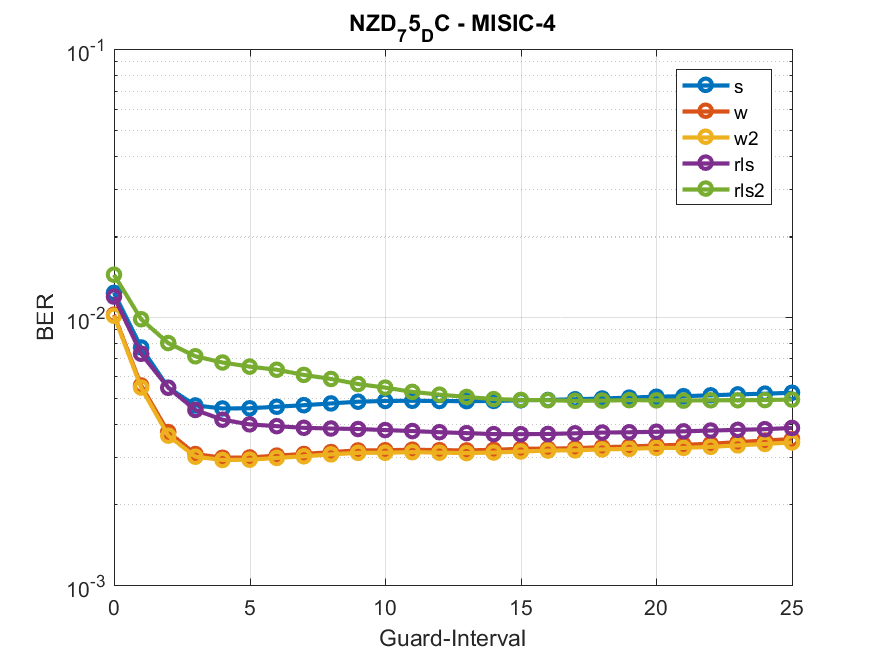 NZD₇5_DC - MISIC-4
10⁻¹
s
w
w2
rls
rls2
10⁻²
BER
10⁻³
0 5 10 15 20 25
Guard-Interval